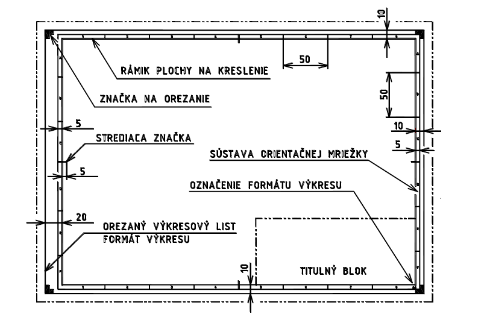 10
50
RÁMIK PLOCHY NA KRESLENIE
50
ZNAČKA NA OREZANIE
5
10
STREDIACA ZNAČKA
5
SÚSTAVA ORIENTAČNEJ MRIEŽKY
5
OZNAČENIE FORMÁTU VÝKRESU
20
OREZANÝ VÝKRESOVÝ LIST
FORMÁT VÝKRESU
10
TITULNÝ BLOK